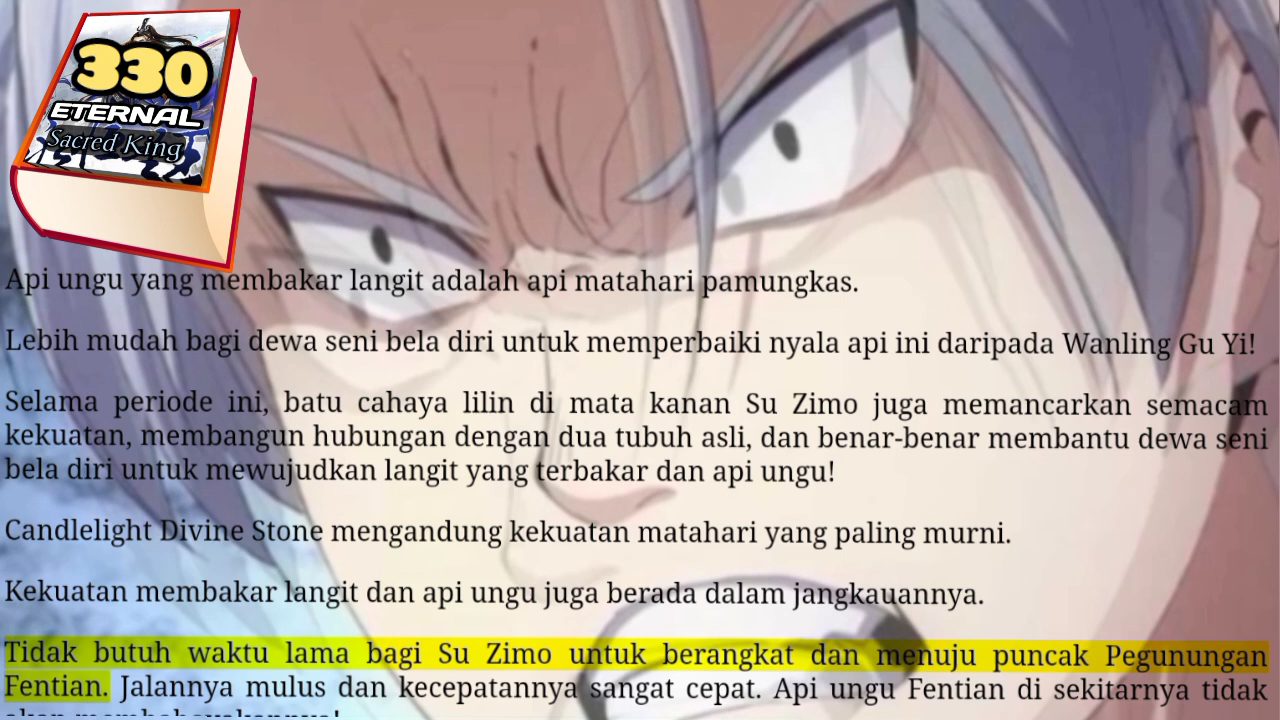 330
ETERNAL
Sacred King
Api ungu yang membakar langit adalah api matahari pamungkas.
Lebih mudah bagi dewa seni bela diri untuk memperbaiki nyala api ini daripada Wanling Gu Yi!
Selama periode ini, batu cahaya lilin di mata kanan Su Zimo juga memancarkan semacam
kekuatan, membangun hubungan dengan dua tubuh asli, dan benar-benar membantu dewa seni
bela diri untuk mewujudkan langit yang terbakar dan api ungu!
Candlelight Divine Stone mengandung kekuatan matahari yang paling murni.
Kekuatan membakar langit dan api ungu juga berada dalam jangkauannya.
Tidak butuh waktu lama bagi Su Zimo untuk berangkat dan menuju puncak Pegunungan
Fentian. Jalannya mulus dan kecepatannya sangat cepat. Api ungu Fentian di sekitarnya tidak